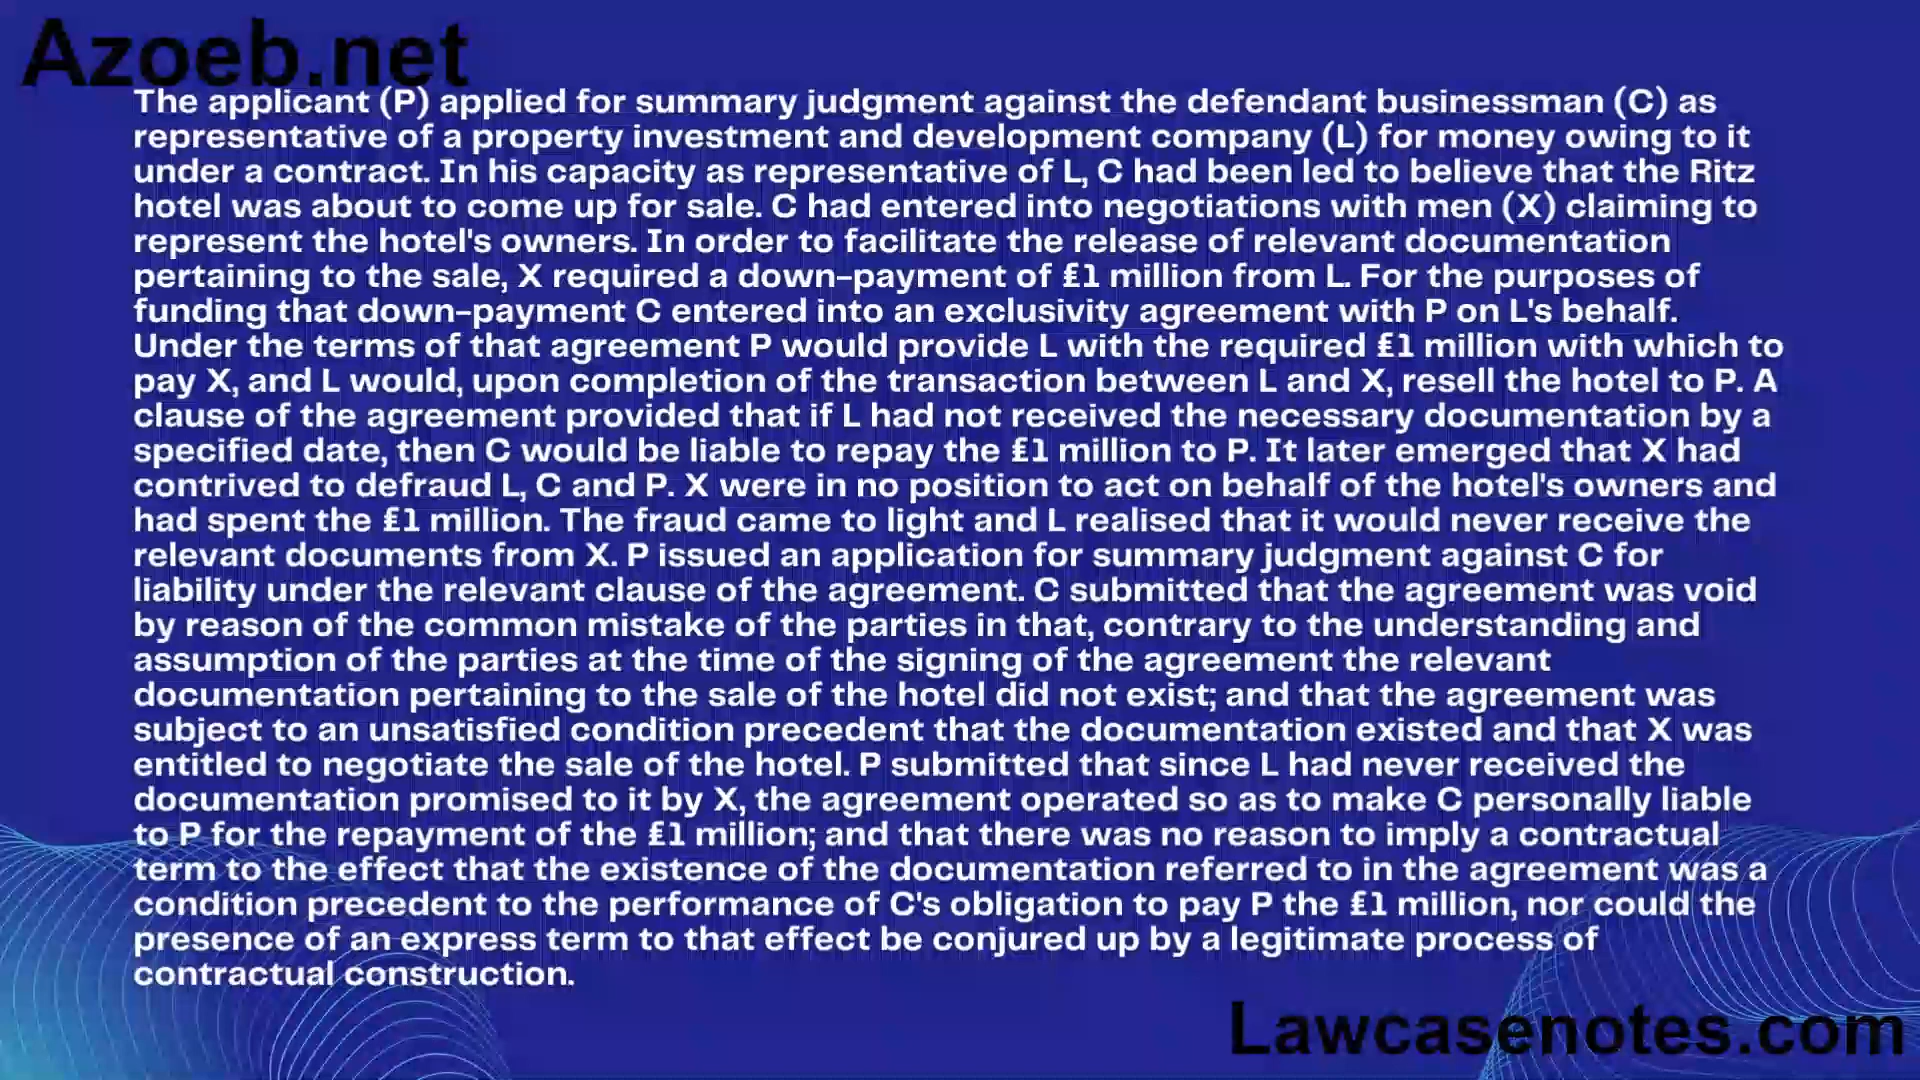 Azoeb.net
The applicant (P) applied for summary judgment against the defendant businessman (C) as
representative of a property investment and development company (L) for money owing to it
under a contract. In his capacity as representative of L, C had been led to believe that the Ritz
hotel was about to come up for sale. C had entered into negotiations with men (X) claiming to
represent the hotel's owners. In order to facilitate the release of relevant documentation
pertaining to the sale, X required a down-payment of £1 million from L. For the purposes of
funding that down-payment C entered into an exclusivity agreement with P on L's behalf.
Under the terms of that agreement P would provide L with the required £1 million with which to
pay X, and L would, upon completion of the transaction between L and X, resell the hotel to P. A
clause of the agreement provided that if L had not received the necessary documentation by a
specified date, then C would be liable to repay the £1 million to P. It later emerged that X had
contrived to defraud L, C and P. X were in no position to act on behalf of the hotel's owners and
had spent the £1 million. The fraud came to light and L realised that it would never receive the
relevant documents from X. P issued an application for summary judgment against C for
liability under the relevant clause of the agreement. C submitted that the agreement was void
by reason of the common mistake of the parties in that, contrary to the understanding and
assumption of the parties at the time of the signing of the agreement the relevant
documentation pertaining to the sale of the hotel did not exist; and that the agreement was
subject to an unsatisfied condition precedent that the documentation existed and that X was
entitled to negotiate the sale of the hotel. P submitted that since L had never received the
documentation promised to it by X, the agreement operated so as to make C personally liable
to P for the repayment of the £1 million; and that there was no reason to imply a contractual
term to the effect that the existence of the documentation referred to in the agreement was a
condition precedent to the performance of C's obligation to pay P the £1 million, nor could the
presence of an express term to that effect be conjured up by a legitimate process of
contractual construction.
Lawcasenotes.com